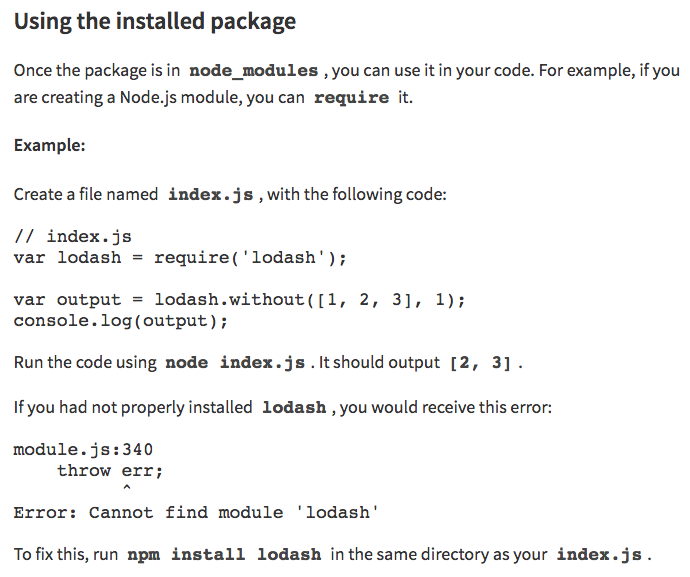 Using the installed package
Once the package is in node_modules , you can use it in your code. For example, if you
are creating a Node.js module, you can require it.
Example:
Create a file named index.js , with the following code:
// index.js
var lodash = require('lodash');
var output = lodash.without([1, 2, 3], 1);
console.log(output);
Run the code using node index.js . It should output [2, 3] .
If you had not properly installed lodash , you would receive this error:
module.js:340
    throw err;
          ^
Error: Cannot find module 'lodash'
To fix this, run npm install lodash in the same directory as your index.js .